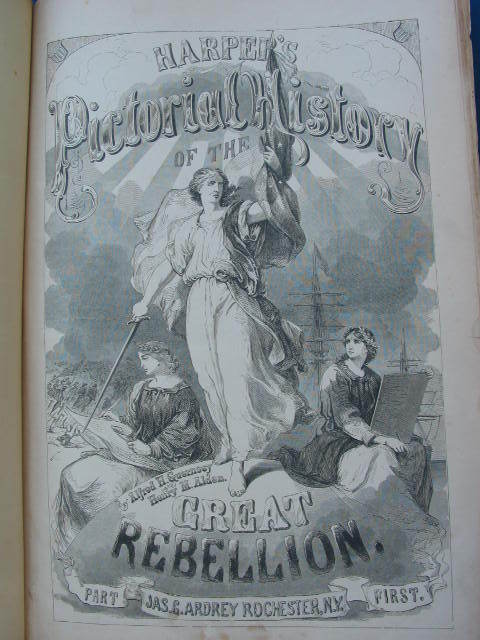 HARPER'S
Pictorial History
OF THE
By Alfred H. Guernsey
Henry M. Alden.
GREAT
REBELLION.
PART FIRST.
JAS. G. ARDREY ROCHESTER, N.Y.